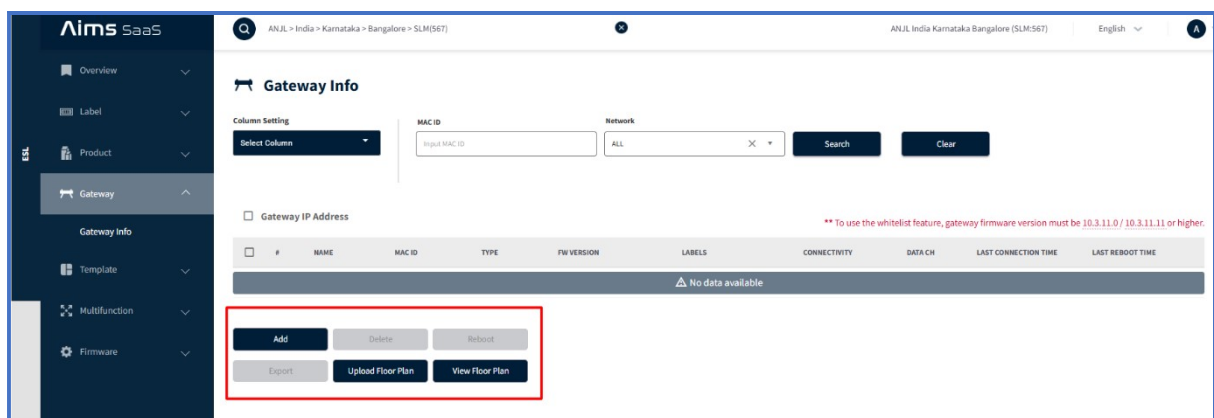 Aims SaaS
ANJL > India > Karnataka > Bangalore > SLM(567)
ANJL India Karnataka Bangalore (SLM:567)
English
A
ESL
Overview
Label
Product
Gateway
Gateway Info
Template
Multifunction
Firmware
Gateway Info
Column Setting
MAC ID
Network
Select Column
Input MAC ID
ALL
Search
Clear
Gateway IP Address
** To use the whitelist feature, gateway firmware version must be 10.3.11.0 / 10.3.11.11 or higher.
# NAME MAC ID TYPE FW VERSION LABELS CONNECTIVITY DATA CH LAST CONNECTION TIME LAST REBOOT TIME
No data available
Add Delete Reboot
Export Upload Floor Plan View Floor Plan